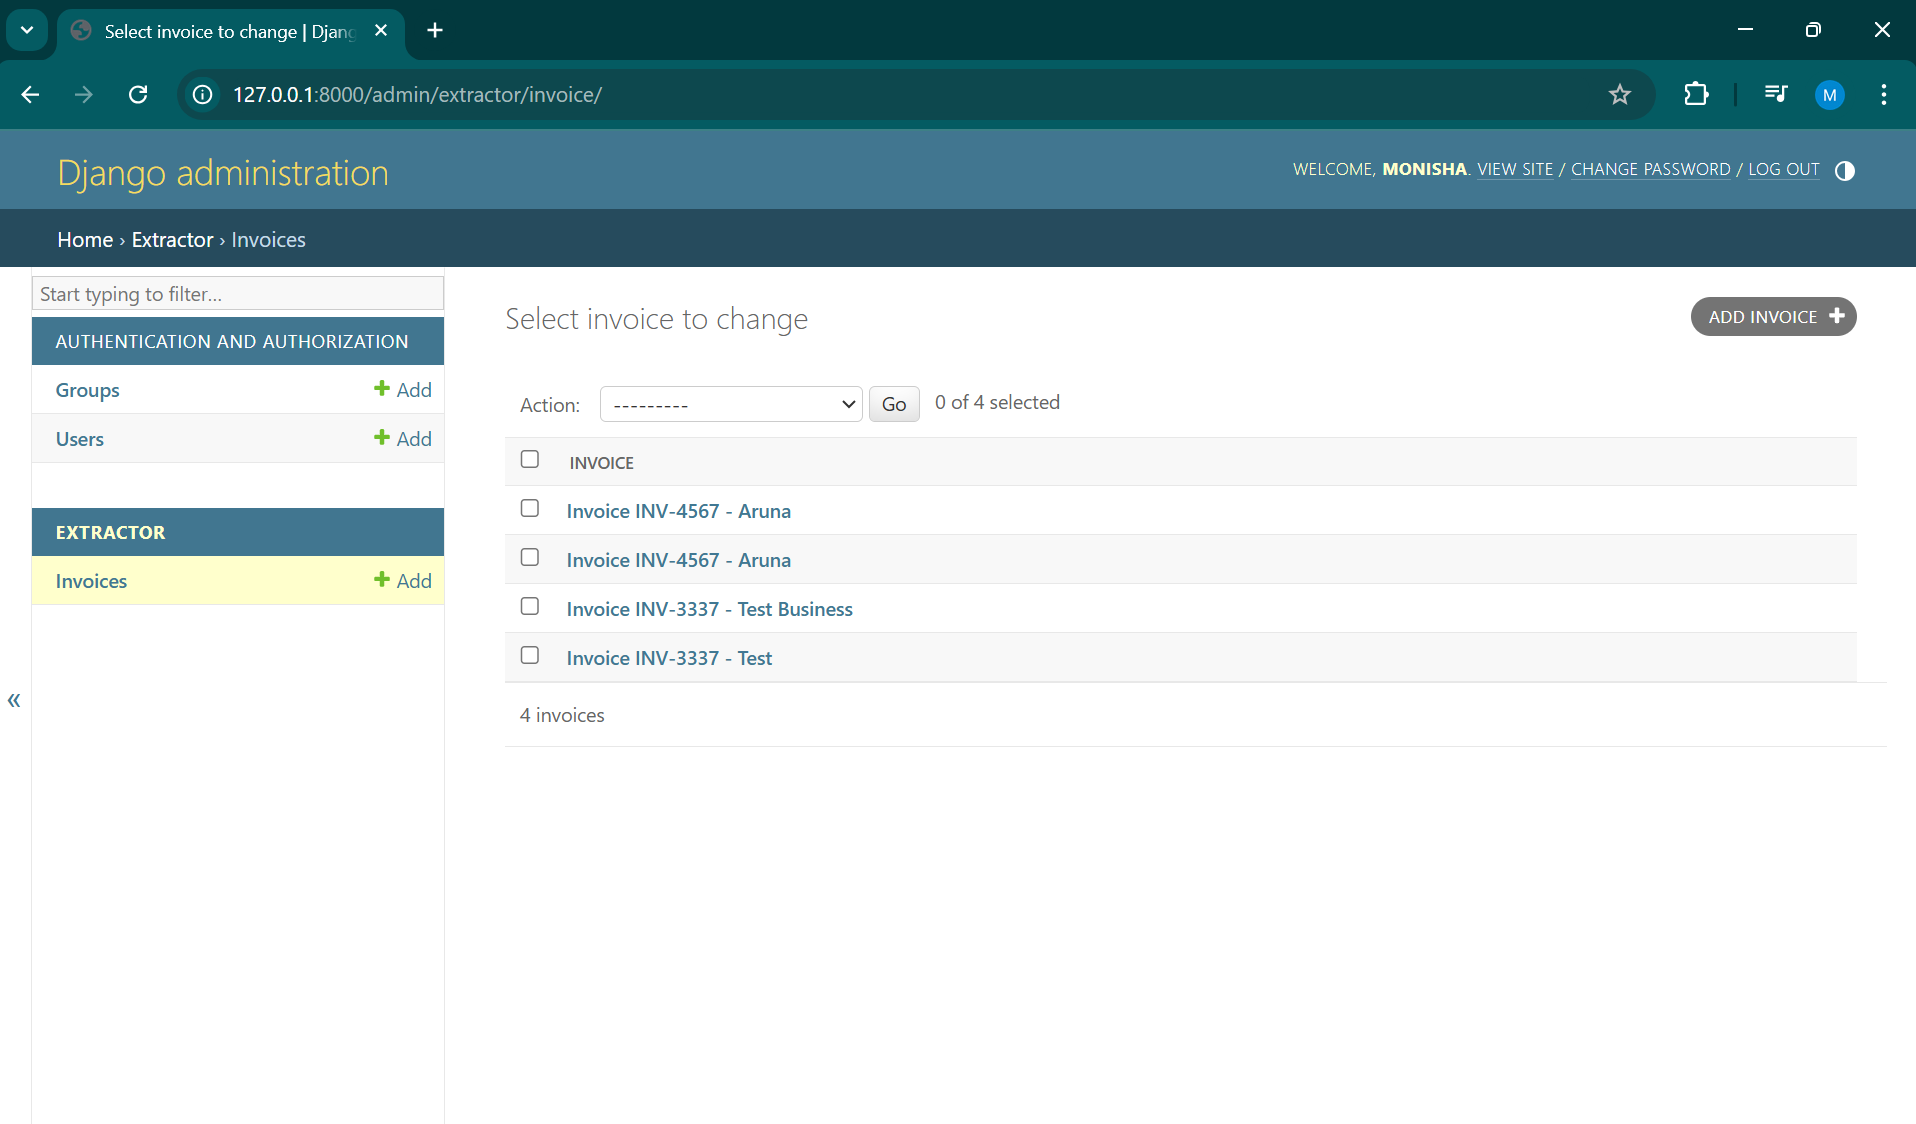 Select invoice to change | Djang
127.0.0.1:8000/admin/extractor/invoice/
M
Django administration
WELCOME, MONISHA. VIEW SITE / CHANGE PASSWORD / LOG OUT
Home › Extractor › Invoices
Start typing to filter...
AUTHENTICATION AND AUTHORIZATION
Groups + Add
Users + Add
EXTRACTOR
Invoices + Add
«
Select invoice to change
ADD INVOICE +
Action: --------- Go 0 of 4 selected
INVOICE
Invoice INV-4567 - Aruna
Invoice INV-4567 - Aruna
Invoice INV-3337 - Test Business
Invoice INV-3337 - Test
4 invoices